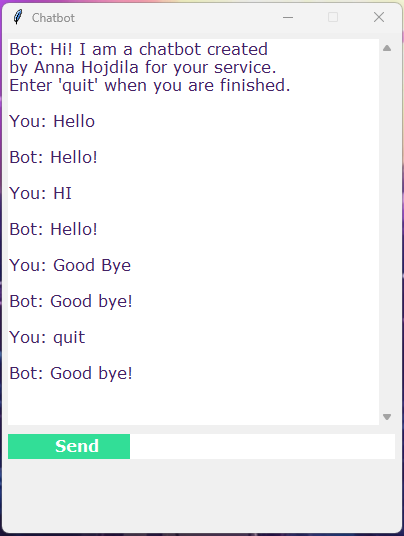 Chatbot
Bot: Hi! I am a chatbot created
by Anna Hojdila for your service.
Enter 'quit' when you are finished.
You: Hello
Bot: Hello!
You: HI
Bot: Hello!
You: Good Bye
Bot: Good bye!
You: quit
Bot: Good bye!
Send